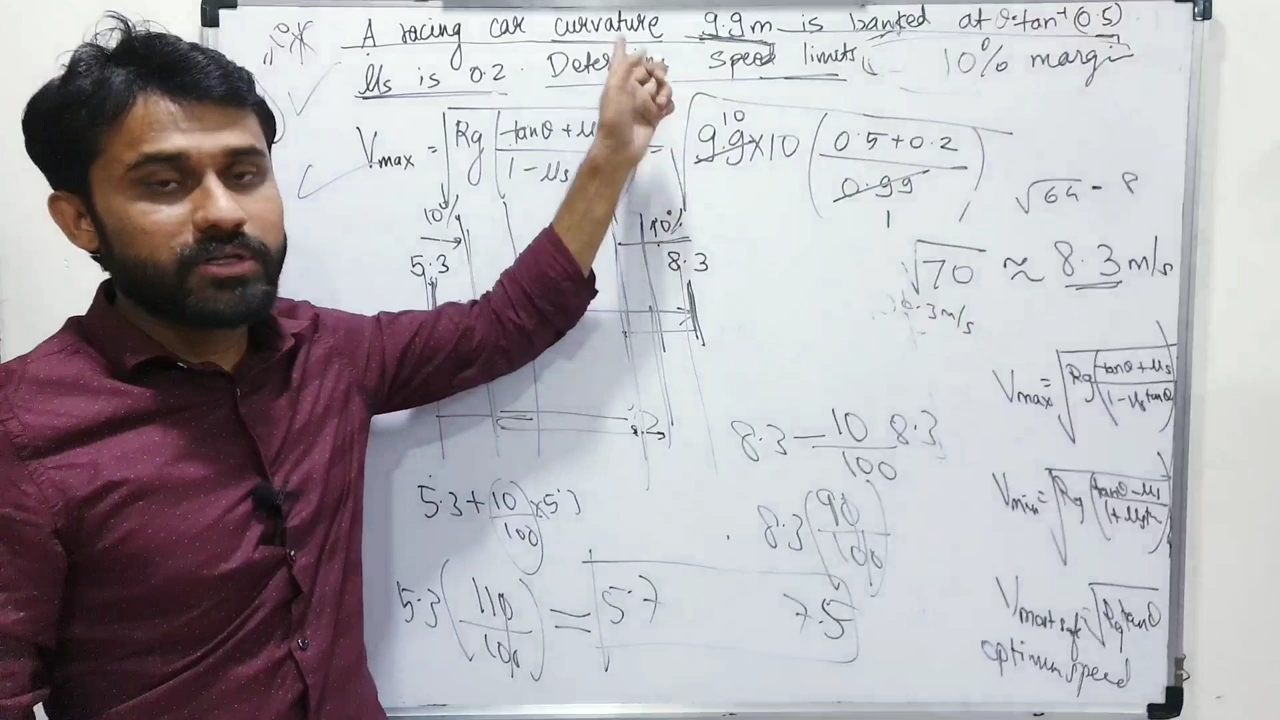 A racing car curvature 9.9m is banked at θ=tan⁻¹(0.5)
μs is 0.2. Determine speed limits 10% margin
Vmax = √Rg (tanθ + μ / 1 - μs = √9.9 × 10 (0.5 + 0.2 / 0.99)
10
1
√64 - 8
√70 ≈ 8.3 m/s
.3 m/s
10% 10%
5.3 8.3
Vmax = √Rg (tanθ + μs / 1 - μs tanθ)
8.3 - 10/100 8.3
5.3 + 10/100 × 5.3
Vmin = √Rg (tanθ - μs / 1 + μs tan
8.3 (90/100)
5.3 (110/100) = 5.7 7.5
Vmost safe = √Rg tanθ
optimum speed